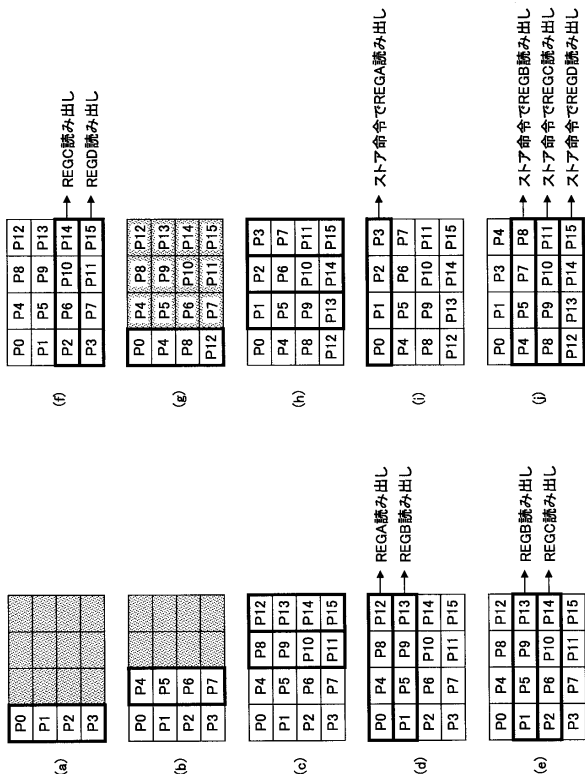 (a)
P0
P1
P2
P3
(b)
P0 P4
P1 P5
P2 P6
P3 P7
(c)
P0 P4 P8 P12
P1 P5 P9 P13
P2 P6 P10 P14
P3 P7 P11 P15
(d)
P0 P4 P8 P12 REGA読み出し
P1 P5 P9 P13 REGB読み出し
P2 P6 P10 P14
P3 P7 P11 P15
(e)
P0 P4 P8 P12
P1 P5 P9 P13 REGB読み出し
P2 P6 P10 P14 REGC読み出し
P3 P7 P11 P15
(f)
P0 P4 P8 P12
P1 P5 P9 P13
P2 P6 P10 P14 REGC読み出し
P3 P7 P11 P15 REGD読み出し
(g)
P0 P4 P8 P12
P4 P5 P9 P13
P8 P6 P10 P14
P12 P7 P11 P15
(h)
P0 P1 P2 P3
P4 P5 P6 P7
P8 P9 P10 P11
P12 P13 P14 P15
(i)
P0 P1 P2 P3 ストア命令でREGA読み出し
P4 P5 P6 P7
P8 P9 P10 P11
P12 P13 P14 P15
(j)
P0 P1 P3 P4
P4 P5 P7 P8 ストア命令でREGB読み出し
P8 P9 P10 P11 ストア命令でREGC読み出し
P12 P13 P14 P15 ストア命令でREGD読み出し